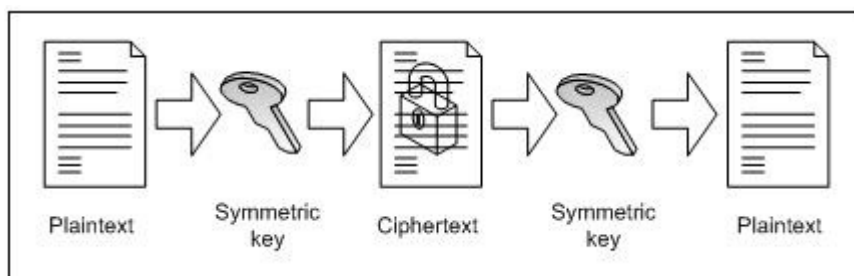 Plaintext
Symmetric
key
Ciphertext
Symmetric
key
Plaintext